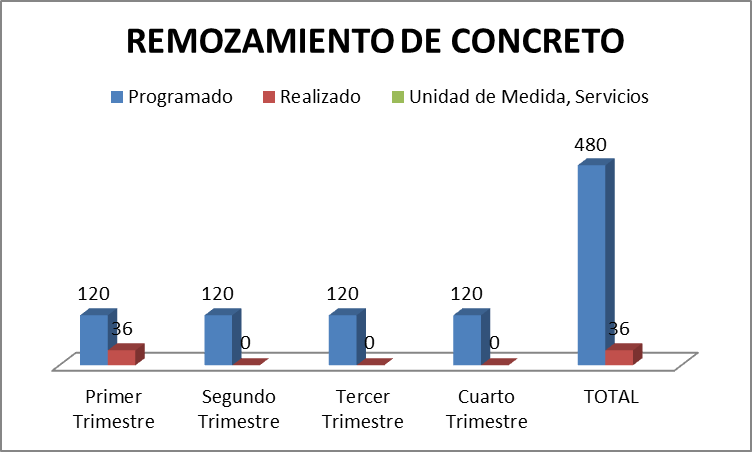 REMOZAMIENTO DE CONCRETO
Programado Realizado Unidad de Medida, Servicios
480
120 120 120 120
36 0 0 0 36
Primer Segundo Tercer Cuarto TOTAL
Trimestre Trimestre Trimestre Trimestre